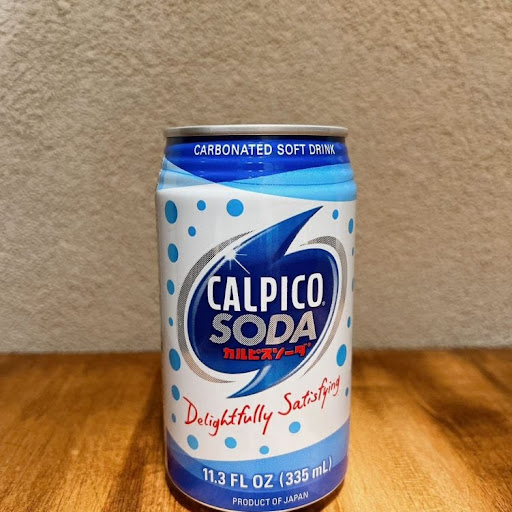 CARBONATED SOFT DRINK
CALPICO®
SODA
カルピスソーダ
Delightfully Satisfying
11.3 FL OZ (335 mL)
PRODUCT OF JAPAN